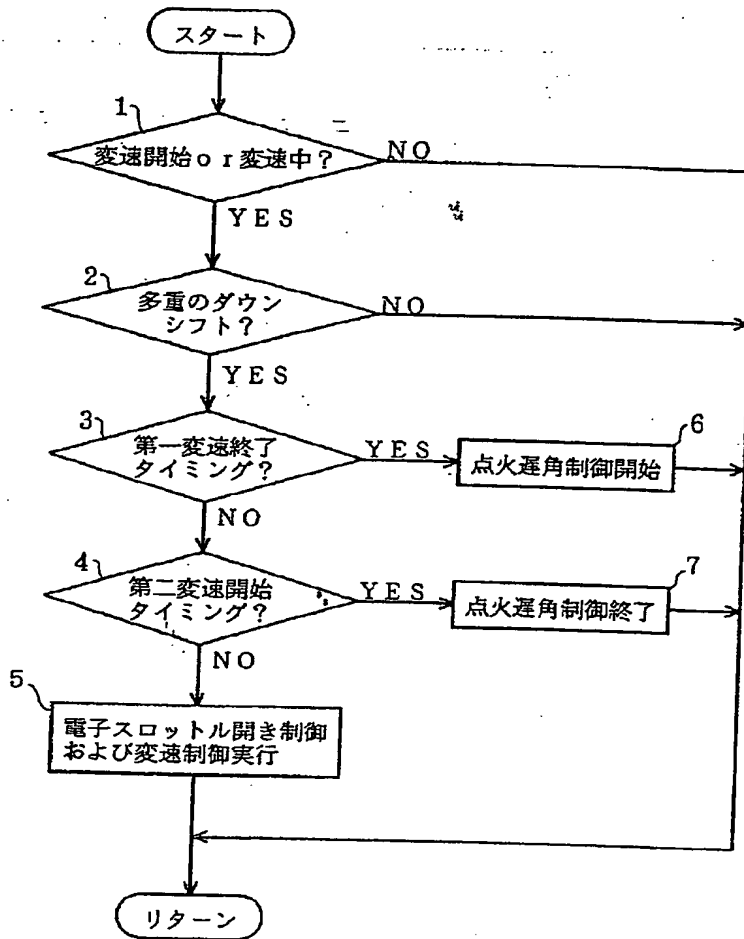 スタート
1
変速開始or変速中?
NO
YES
2
多重のダウン
シフト?
NO
YES
3
第一変速終了
タイミング?
YES
6
点火遅角制御開始
NO
4
第二変速開始
タイミング?
YES
7
点火遅角制御終了
NO
5
電子スロットル開き制御
および変速制御実行
リターン